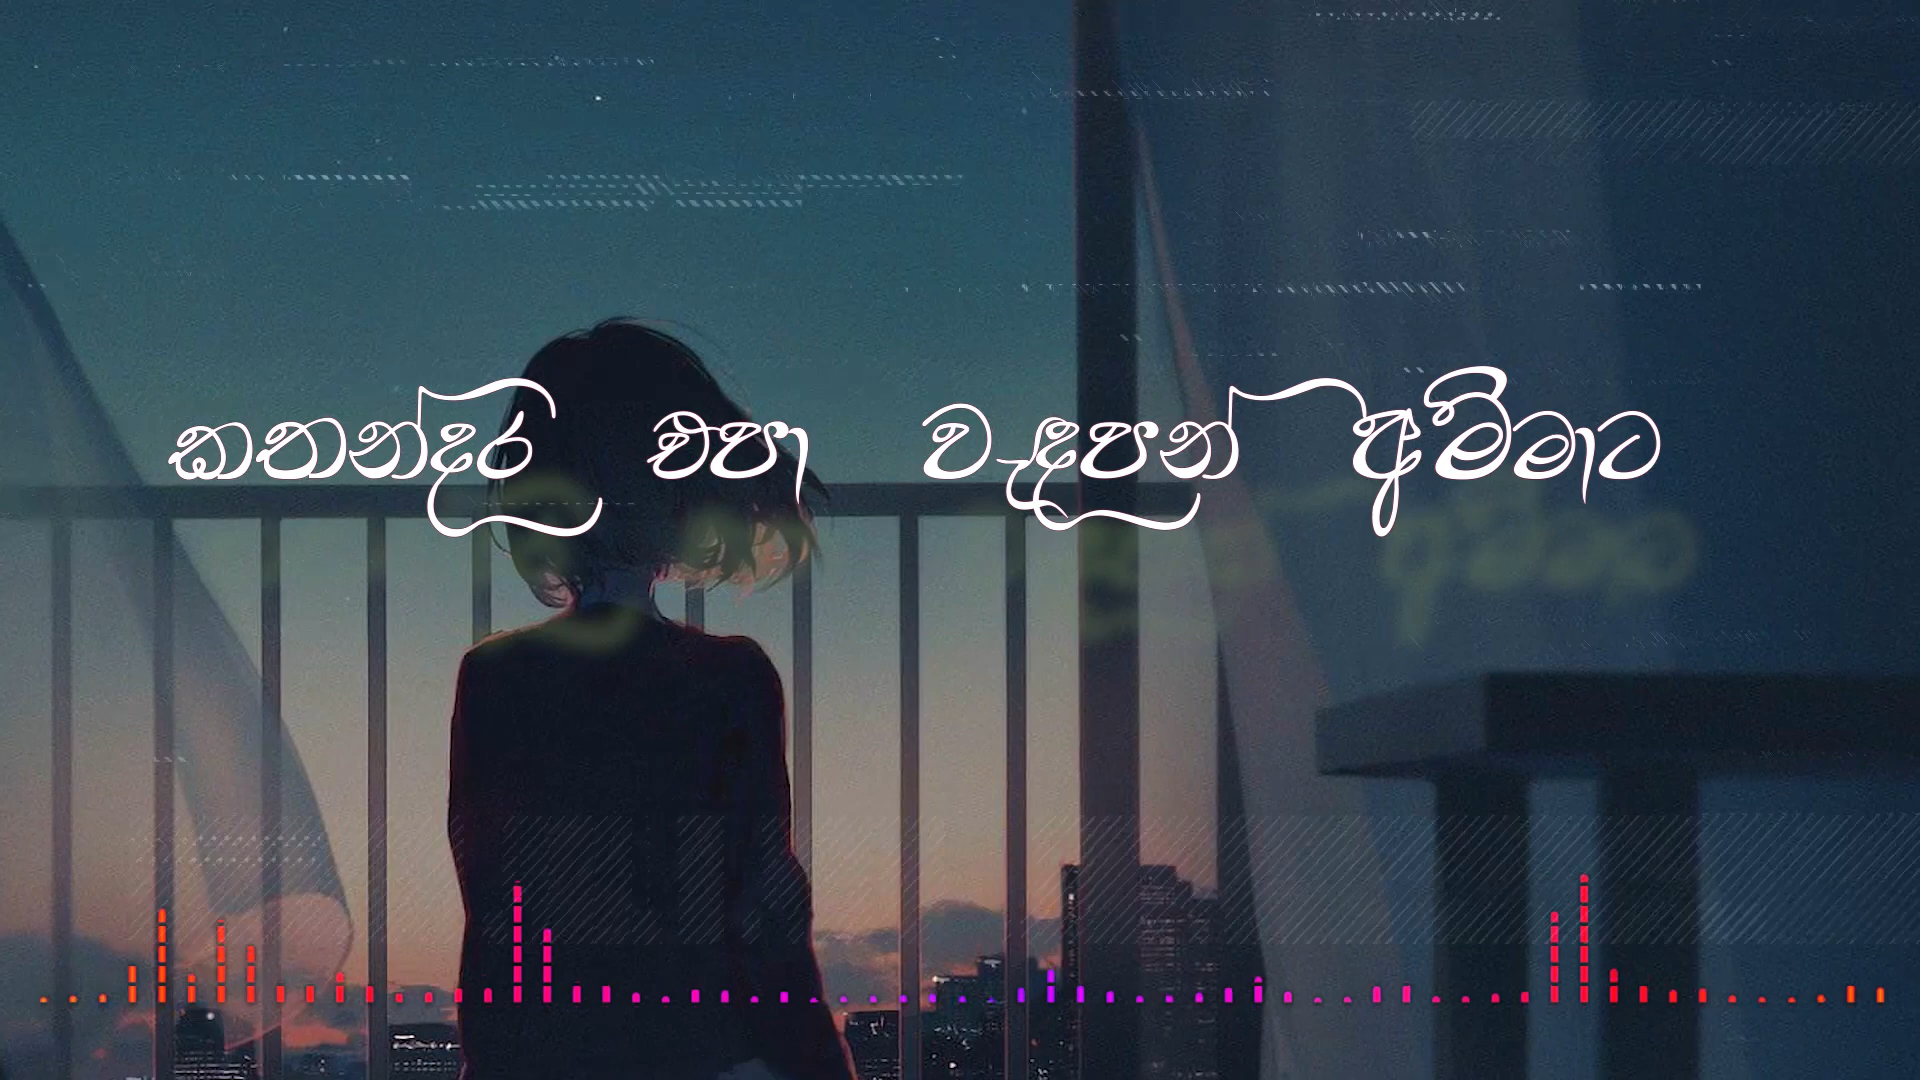 කතන්දර එපා වැඳපන් අම්මාට